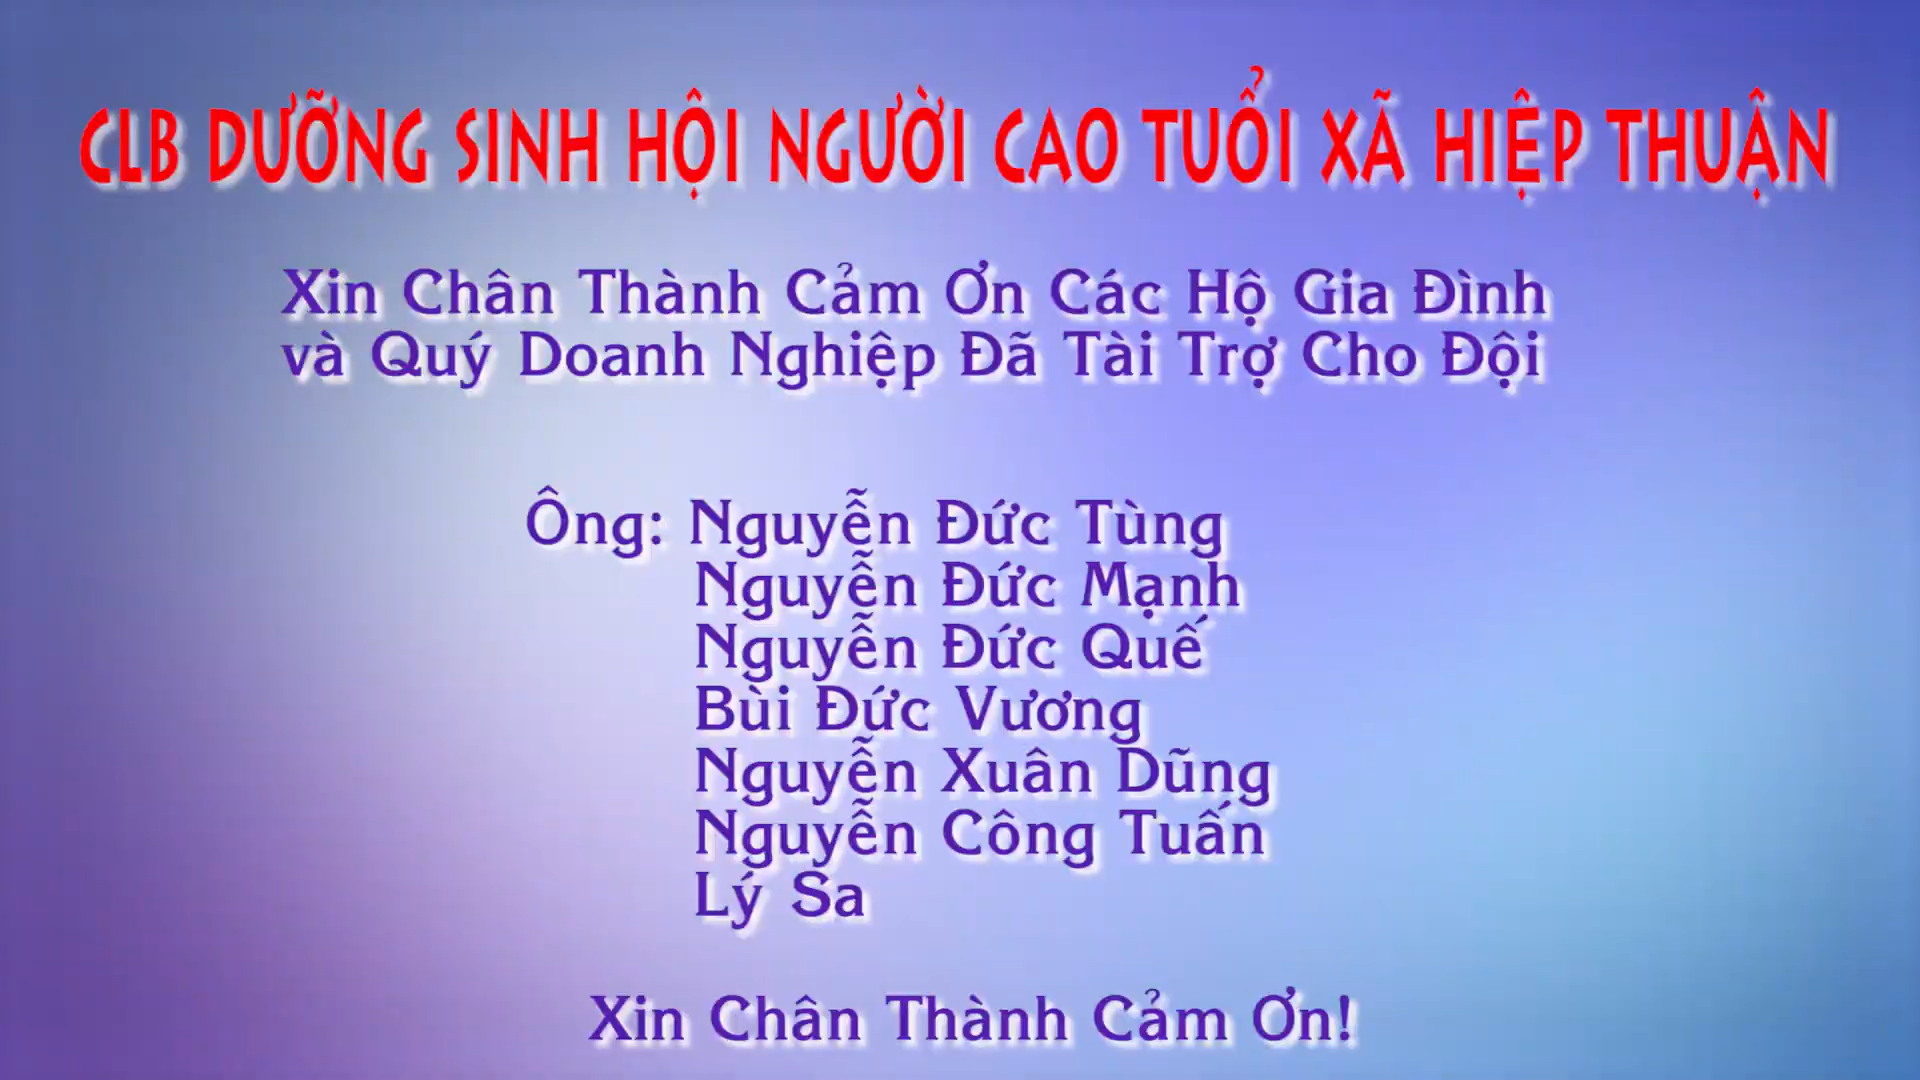 CLB DƯỠNG SINH HỘI NGƯỜI CAO TUỔI XÃ HIỆP THUẬN
Xin Chân Thành Cảm Ơn Các Hộ Gia Đình
và Quý Doanh Nghiệp Đã Tài Trợ Cho Đội
Ông: Nguyễn Đức Tùng
Nguyễn Đức Mạnh
Nguyễn Đức Quế
Bùi Đức Vương
Nguyễn Xuân Dũng
Nguyễn Công Tuấn
Lý Sa
Xin Chân Thành Cảm Ơn!